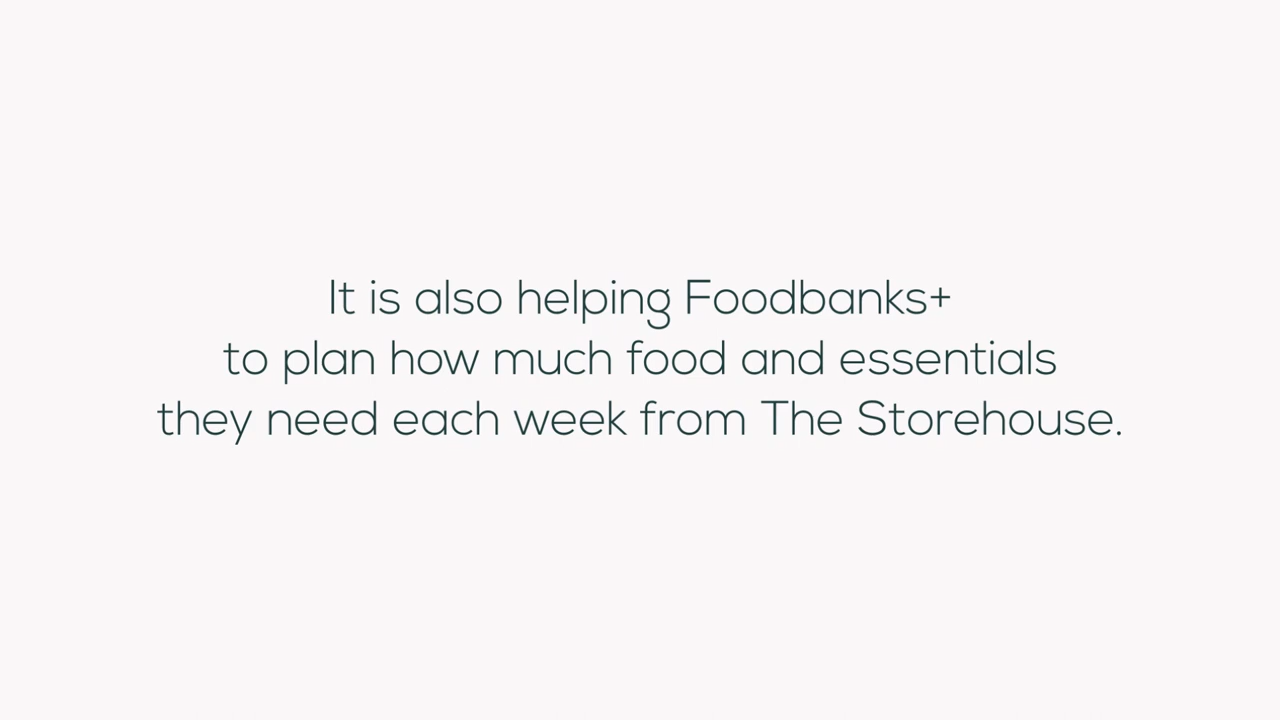 It is also helping Foodbanks+
to plan how much food and essentials
they need each week from The Storehouse.